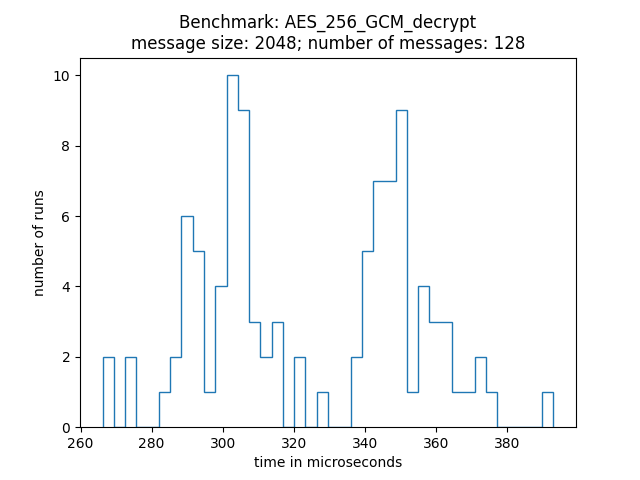 Benchmark: AES_256_GCM_decrypt
message size: 2048; number of messages: 128
10
8
6
4
2
0
number of runs
260 280 300 320 340 360 380
time in microseconds